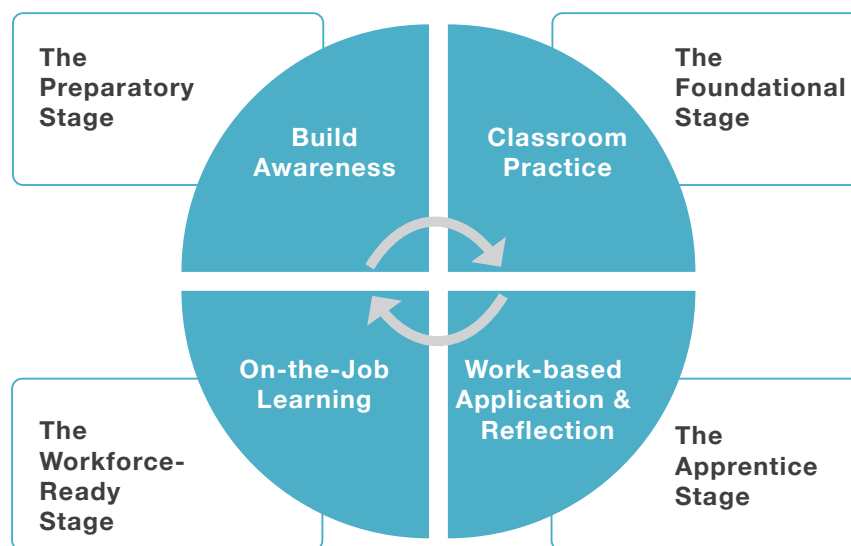 The
Preparatory
Stage
Build
Awareness
Classroom
Practice
The
Foundational
Stage
On-the-Job
Learning
Work-based
Application &
Reflection
The
Workforce-
Ready
Stage
The
Apprentice
Stage